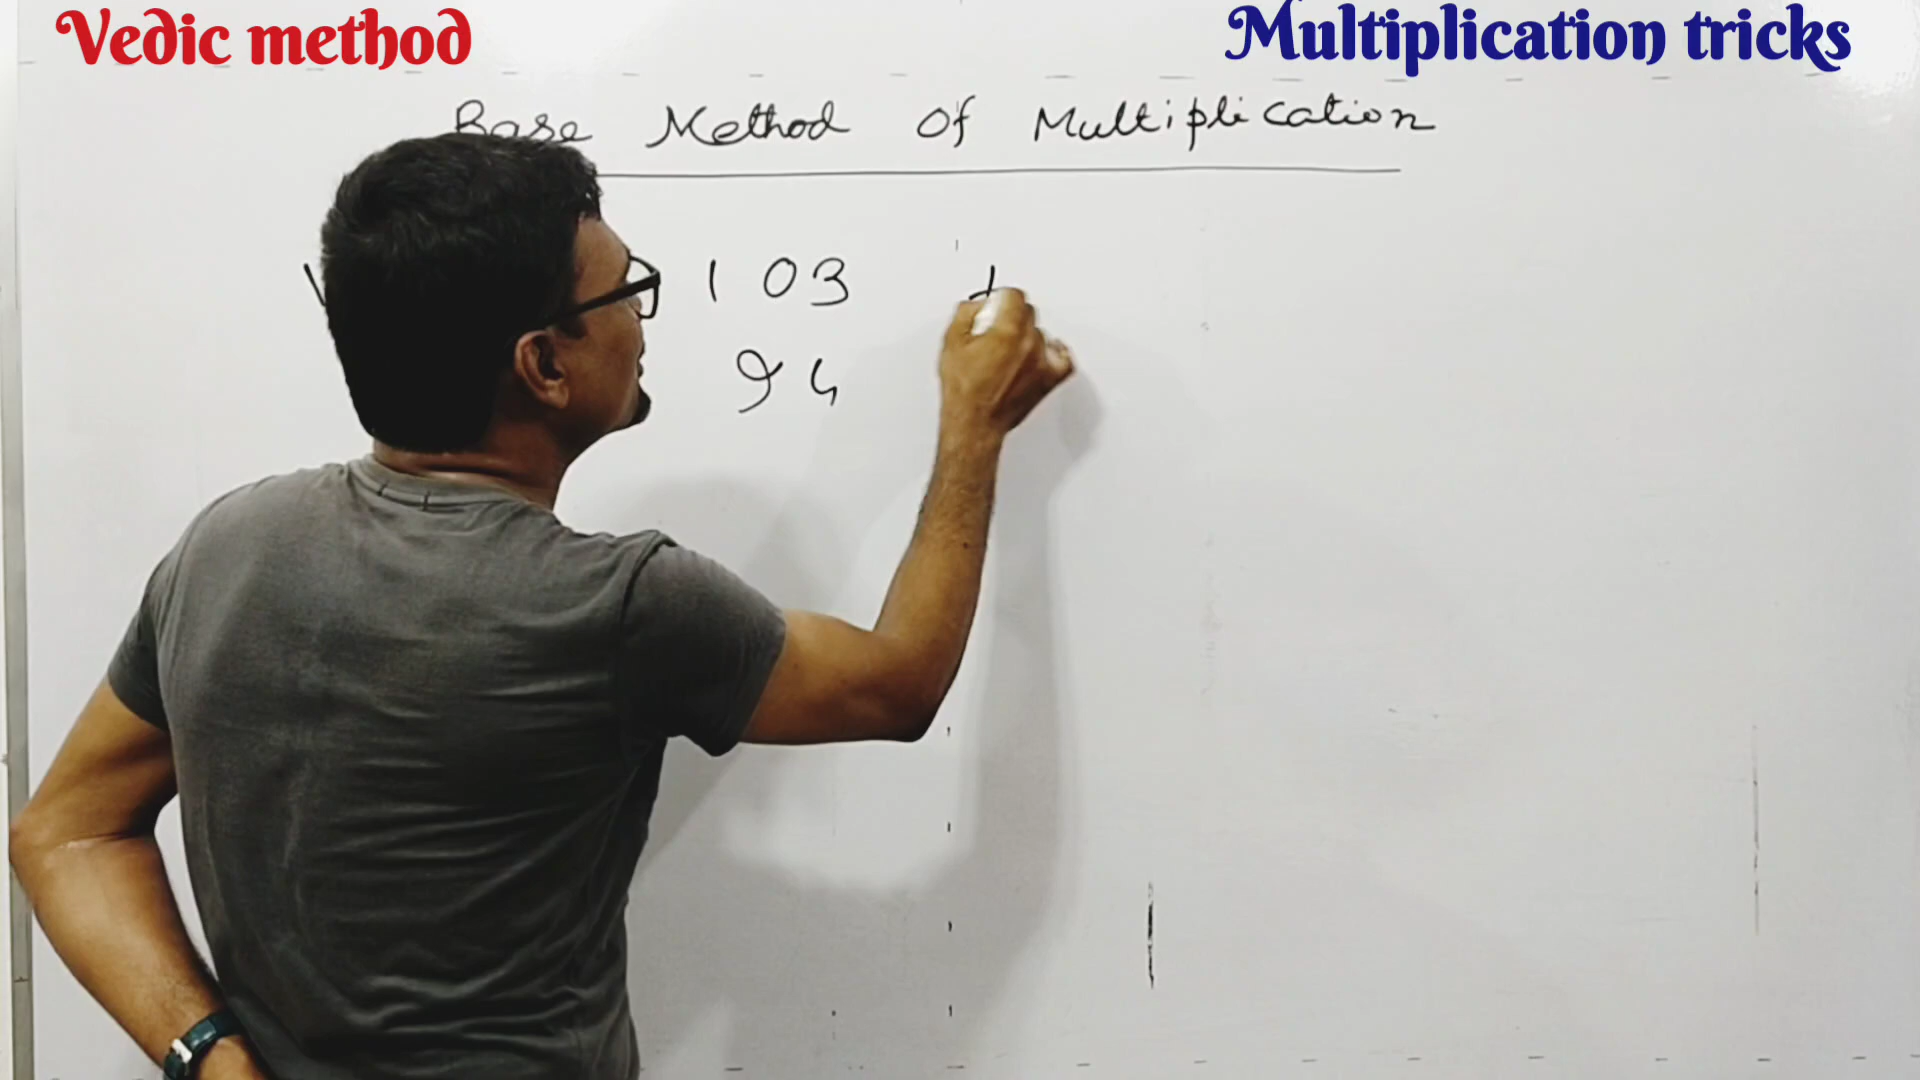 Vedic method
Multiplication tricks
Base Method Of Multiplication
103 +
94